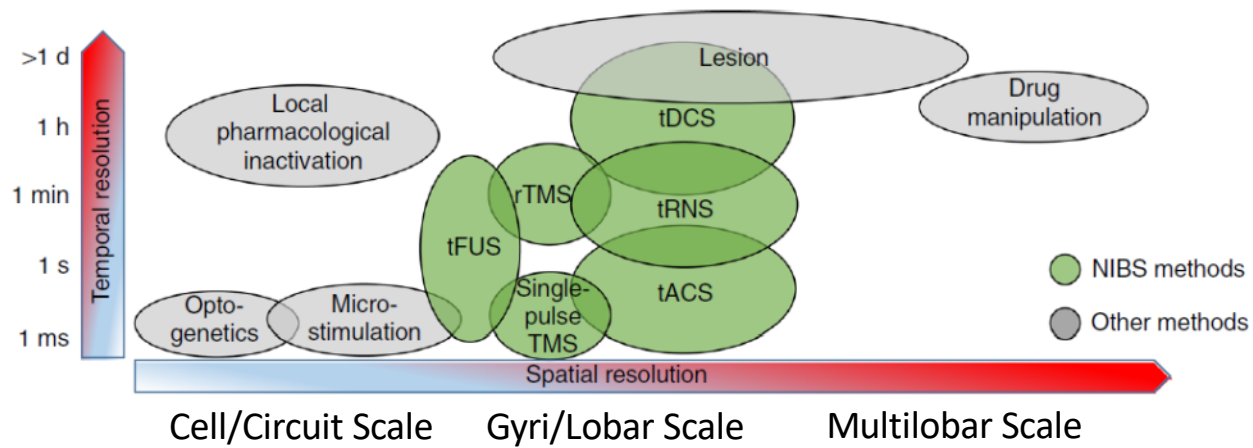 >1 d
1 h
1 min
1 s
1 ms
Temporal resolution
Lesion
Drug
manipulation
Local
pharmacological
inactivation
tDCS
rTMS
tRNS
tFUS
tACS
Opto-
genetics
Micro-
stimulation
Single-
pulse
TMS
NIBS methods
Other methods
Spatial resolution
Cell/Circuit Scale
Gyri/Lobar Scale
Multilobar Scale